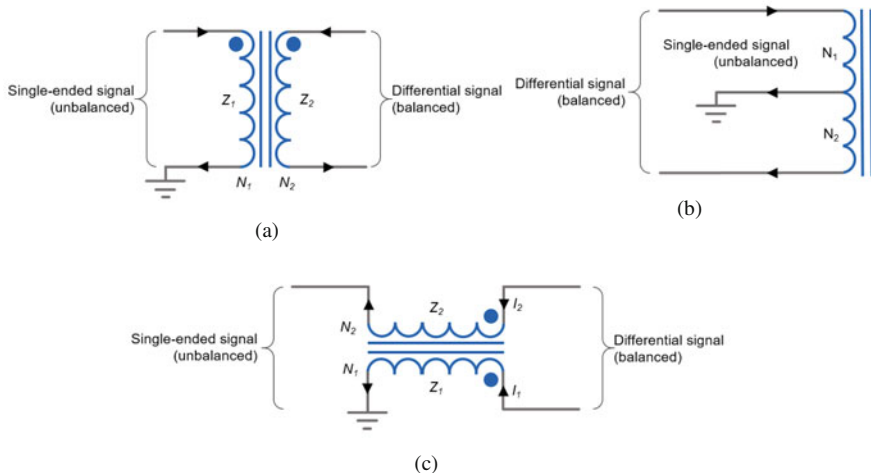 Single-ended signal
(unbalanced)
Z1
Z2
Differential signal
(balanced)
N1
N2
(a)
Single-ended signal
(unbalanced)
N1
Differential signal
(balanced)
N2
(b)
Single-ended signal
(unbalanced)
N2
Z2
I2
N1
Z1
I1
Differential signal
(balanced)
(c)